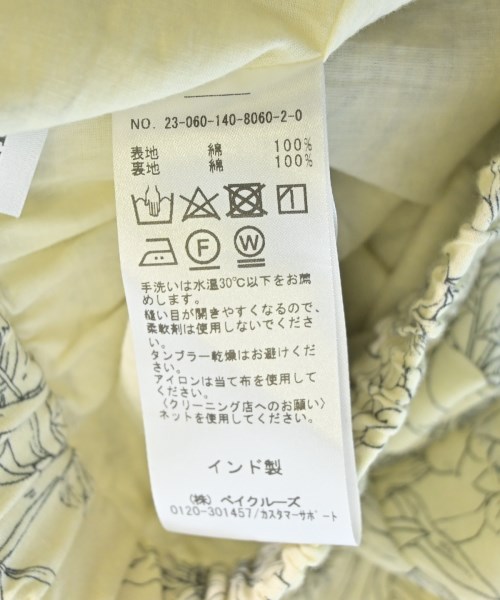 NO. 23-060-140-8060-2-0
表地 綿 100%
裏地 綿 100%
F W
手洗いは水温30℃以下をお薦
めします。
縫い目が開きやすくなるので、
柔軟剤は使用しないでくださ
い。
タンブラー乾燥はお避けくだ
さい。
アイロンは当て布を使用して
ください。
〈クリーニング店へのお願い〉
ネットを使用してください。
インド製
(株) ベイクルーズ
0120-301457/カスタマーサポート